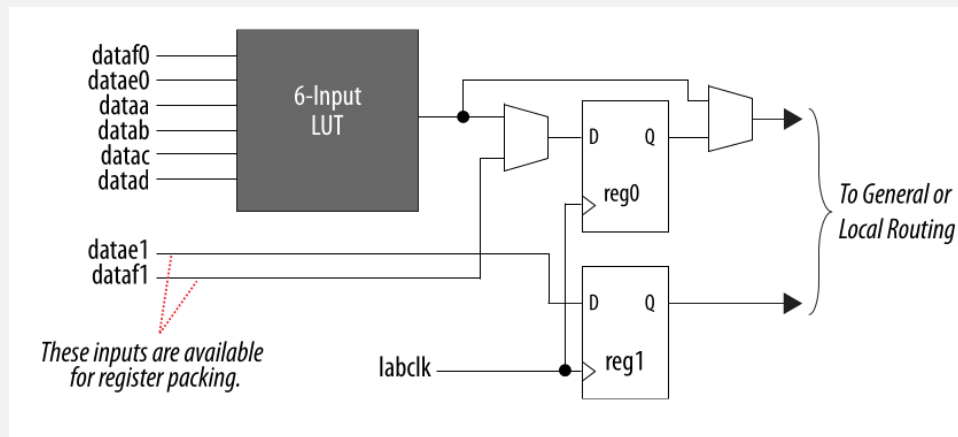 dataf0
datae0
dataa
datab
datac
datad
6-Input
LUT
datae1
dataf1
These inputs are available
for register packing.
labclk
D
Q
reg0
D
Q
reg1
To General or
Local Routing